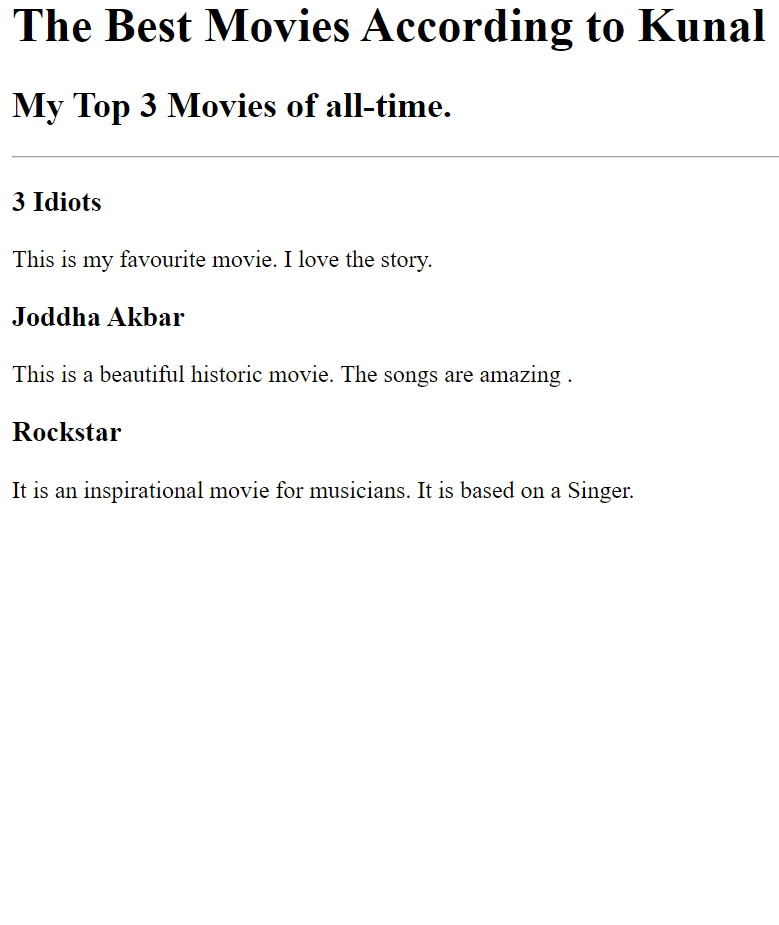 The Best Movies According to Kunal
My Top 3 Movies of all-time.
3 Idiots
This is my favourite movie. I love the story.
Joddha Akbar
This is a beautiful historic movie. The songs are amazing .
Rockstar
It is an inspirational movie for musicians. It is based on a Singer.